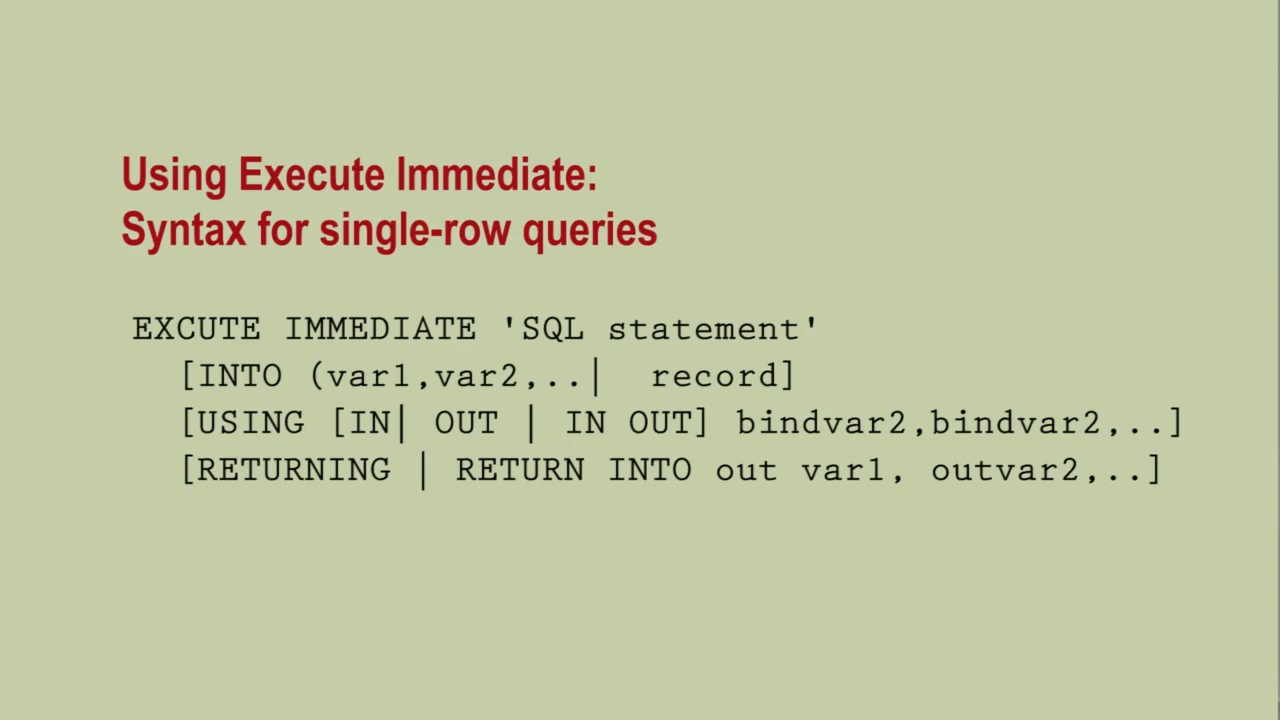 Using Execute Immediate:
Syntax for single-row queries
EXCUTE IMMEDIATE 'SQL statement'
[INTO (var1,var2,..| record]
[USING [IN| OUT | IN OUT] bindvar2,bindvar2,..]
[RETURNING | RETURN INTO out var1, outvar2,..]